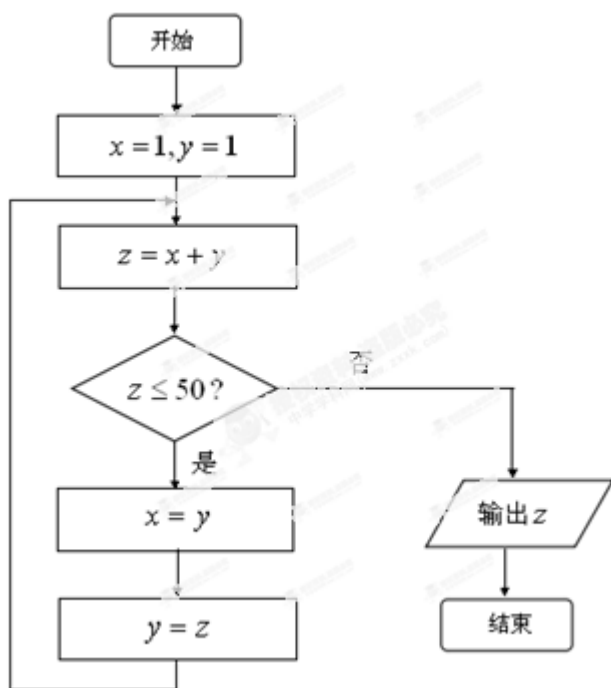 开始
x=1,y=1
z=x+y
z≤50?
否
是
x=y
输出z
y=z
结束